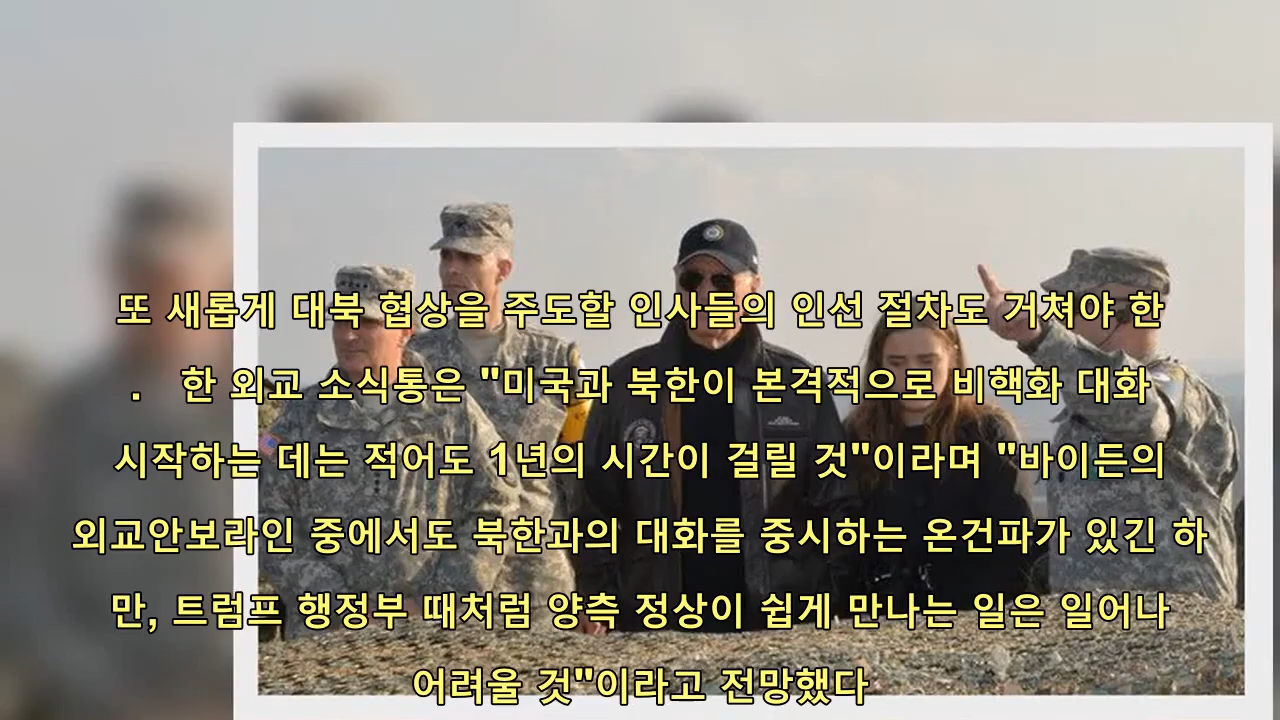 또 새롭게 대북 협상을 주도할 인사들의 인선 절차도 거쳐야 한
. 한 외교 소식통은 "미국과 북한이 본격적으로 비핵화 대화
시작하는 데는 적어도 1년의 시간이 걸릴 것"이라며 "바이든의
외교안보라인 중에서도 북한과의 대화를 중시하는 온건파가 있긴 하
만, 트럼프 행정부 때처럼 양측 정상이 쉽게 만나는 일은 일어나
어려울 것"이라고 전망했다